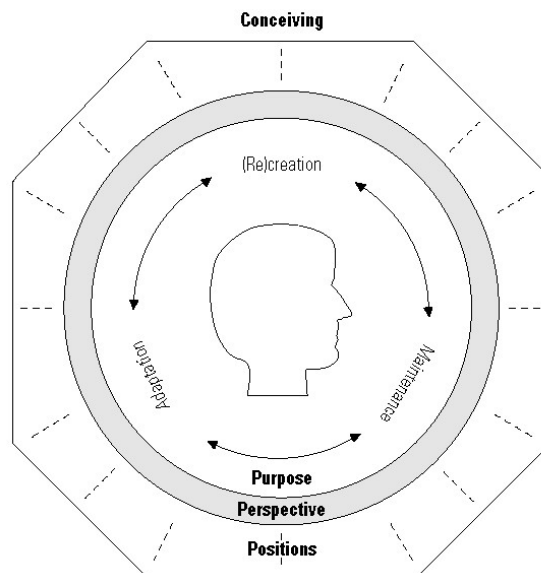 Conceiving
(Re)creation
Adaptation
Maintenance
Purpose
Perspective
Positions